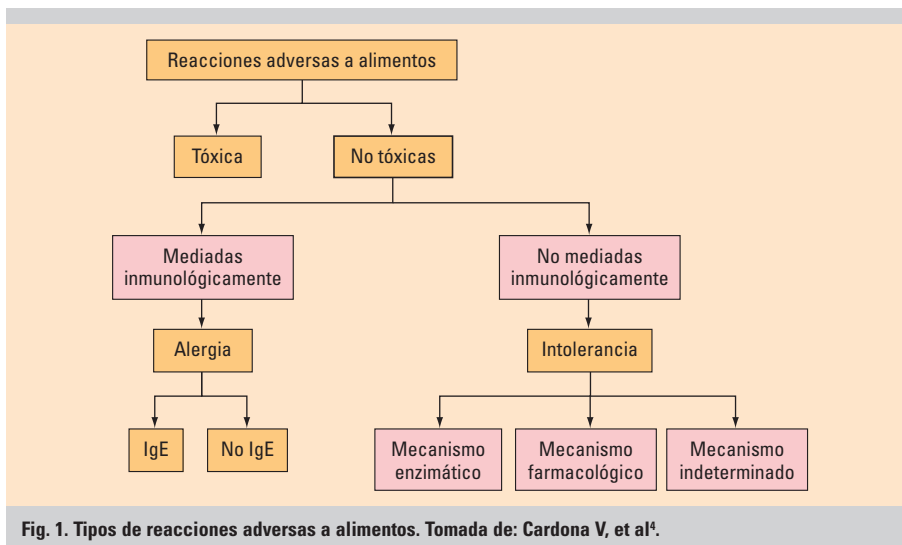 Reacciones adversas a alimentos
Tóxica
No tóxicas
Mediadas
inmunológicamente
No mediadas
inmunológicamente
Alergia
Intolerancia
IgE
No IgE
Mecanismo
enzimático
Mecanismo
farmacológico
Mecanismo
indeterminado
Fig. 1. Tipos de reacciones adversas a alimentos. Tomada de: Cardona V, et al⁴.